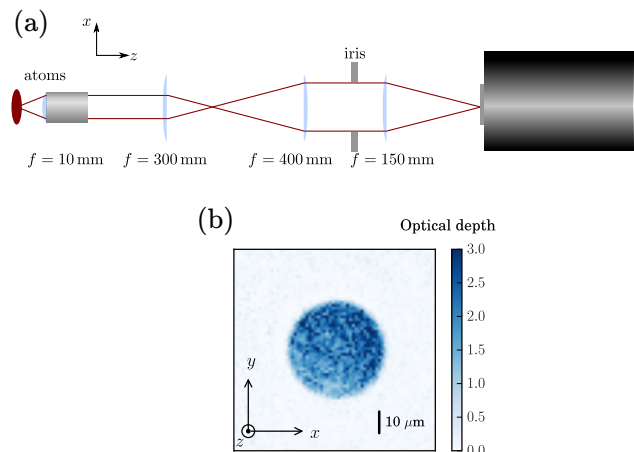 (a)
x
z
atoms
iris
f = 10 mm
f = 300 mm
f = 400 mm
f = 150 mm
(b)
Optical depth
3.0
2.5
2.0
1.5
1.0
0.5
0.0
y
x
z
10 μm